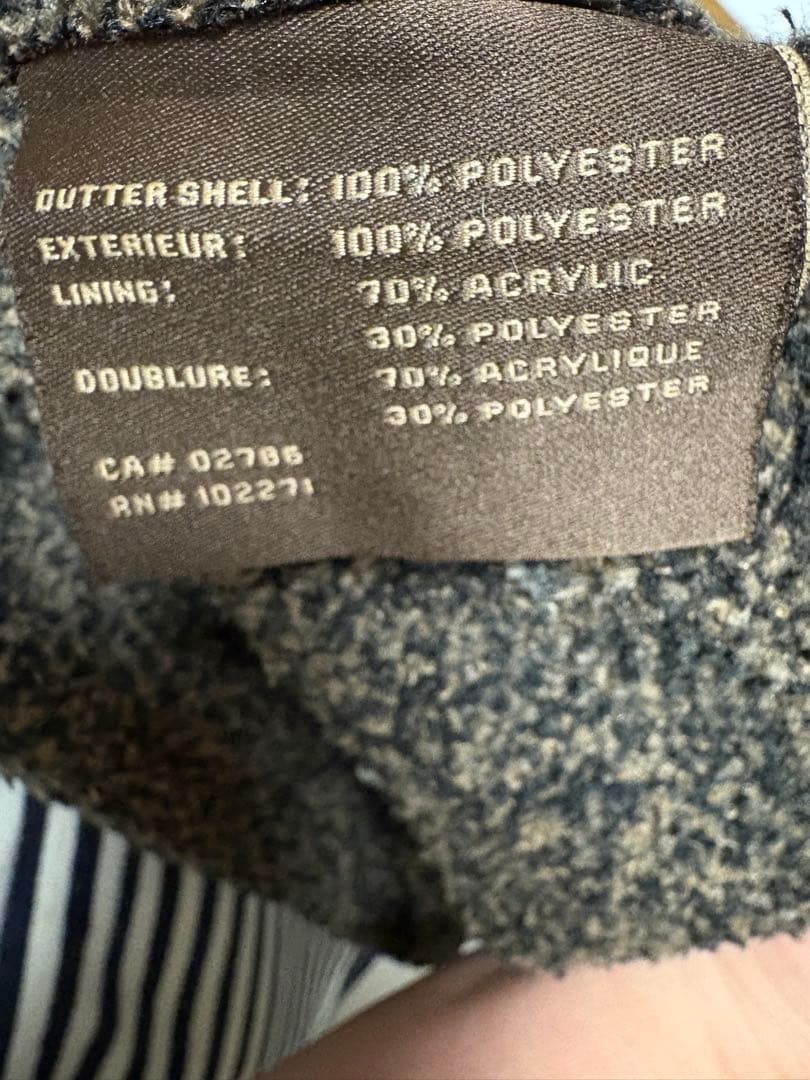 OUTTER SHELL: 100% POLYESTER
EXTERIEUR: 100% POLYESTER
LINING: 70% ACRYLIC
30% POLYESTER
DOUBLURE: 70% ACRYLIQUE
30% POLYESTER
CA# 02786
RN# 102271